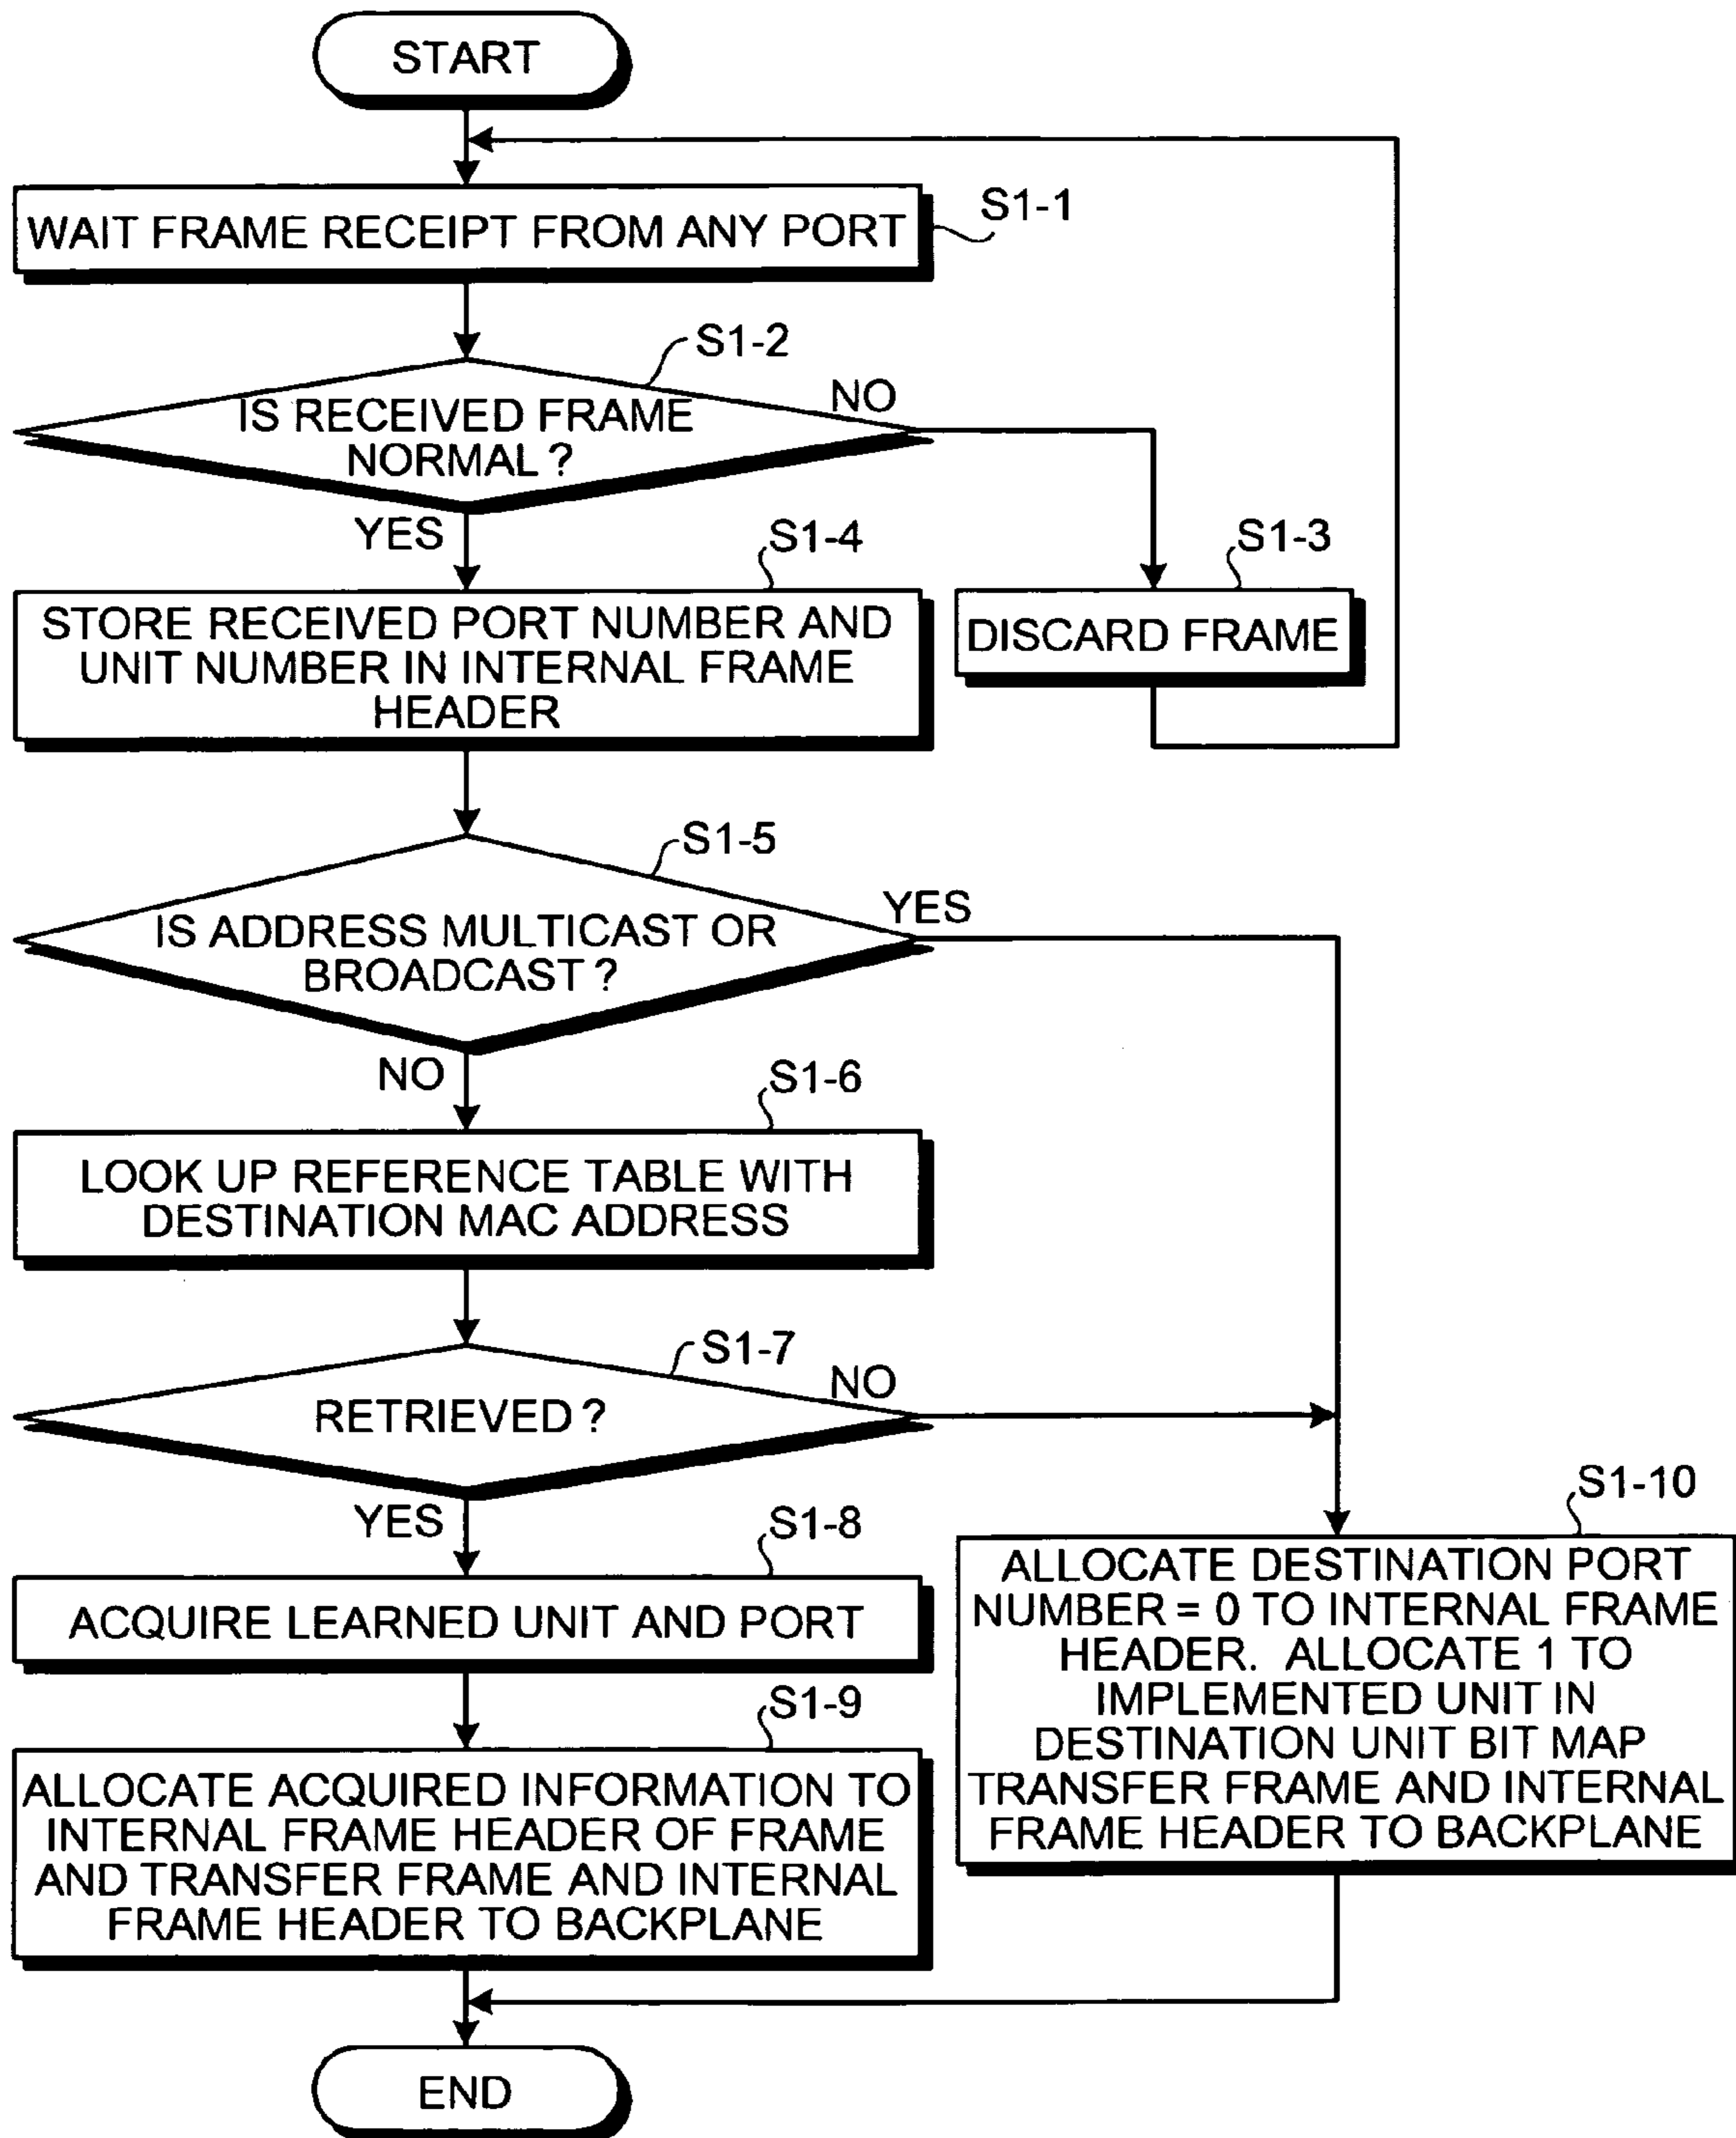 START
WAIT FRAME RECEIPT FROM ANY PORT
S1-1
S1-2
IS RECEIVED FRAME
NORMAL ?
NO
YES
S1-4
STORE RECEIVED PORT NUMBER AND
UNIT NUMBER IN INTERNAL FRAME
HEADER
S1-3
DISCARD FRAME
S1-5
IS ADDRESS MULTICAST OR
BROADCAST ?
YES
NO
S1-6
LOOK UP REFERENCE TABLE WITH
DESTINATION MAC ADDRESS
S1-7
RETRIEVED ?
NO
YES
S1-8
ACQUIRE LEARNED UNIT AND PORT
S1-9
ALLOCATE ACQUIRED INFORMATION TO
INTERNAL FRAME HEADER OF FRAME
AND TRANSFER FRAME AND INTERNAL
FRAME HEADER TO BACKPLANE
S1-10
ALLOCATE DESTINATION PORT
NUMBER = 0 TO INTERNAL FRAME
HEADER. ALLOCATE 1 TO
IMPLEMENTED UNIT IN
DESTINATION UNIT BIT MAP
TRANSFER FRAME AND INTERNAL
FRAME HEADER TO BACKPLANE
END